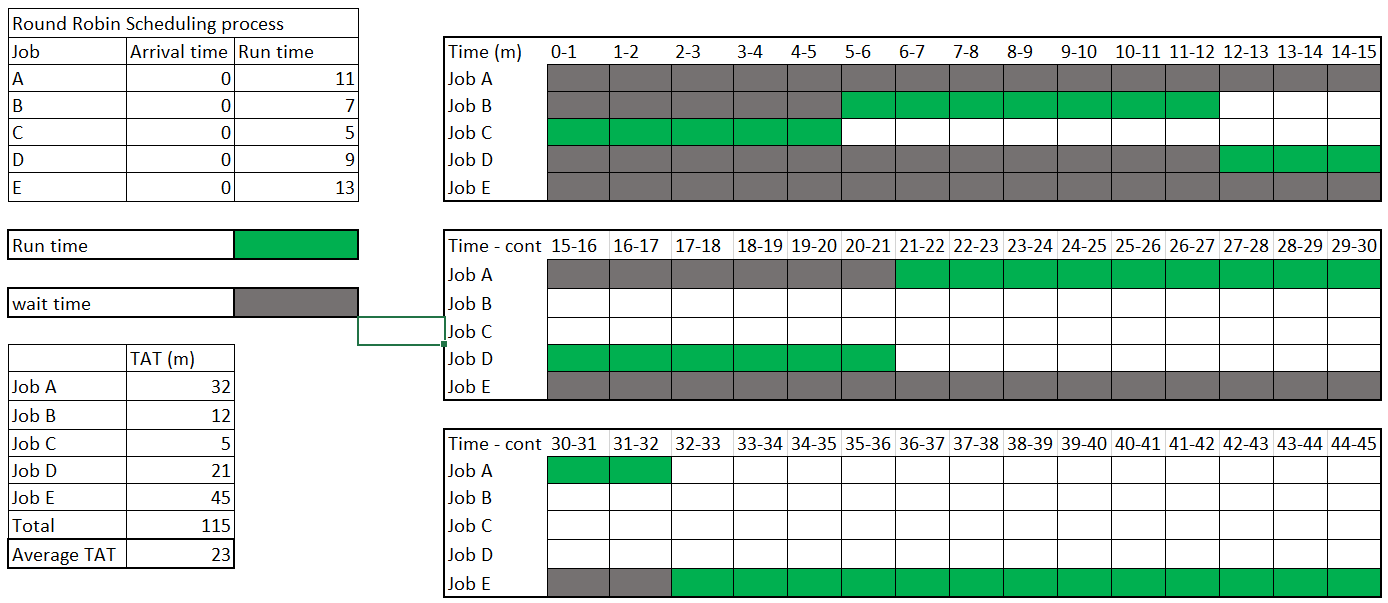 Round Robin Scheduling process
Job Arrival time Run time
A 0 11
B 0 7
C 0 5
D 0 9
E 0 13
Run time
wait time
TAT (m)
Job A 32
Job B 12
Job C 5
Job D 21
Job E 45
Total 115
Average TAT 23
Time (m) 0-1 1-2 2-3 3-4 4-5 5-6 6-7 7-8 8-9 9-10 10-11 11-12 12-13 13-14 14-15
Job A
Job B
Job C
Job D
Job E
Time - cont 15-16 16-17 17-18 18-19 19-20 20-21 21-22 22-23 23-24 24-25 25-26 26-27 27-28 28-29 29-30
Job A
Job B
Job C
Job D
Job E
Time - cont 30-31 31-32 32-33 33-34 34-35 35-36 36-37 37-38 38-39 39-40 40-41 41-42 42-43 43-44 44-45
Job A
Job B
Job C
Job D
Job E